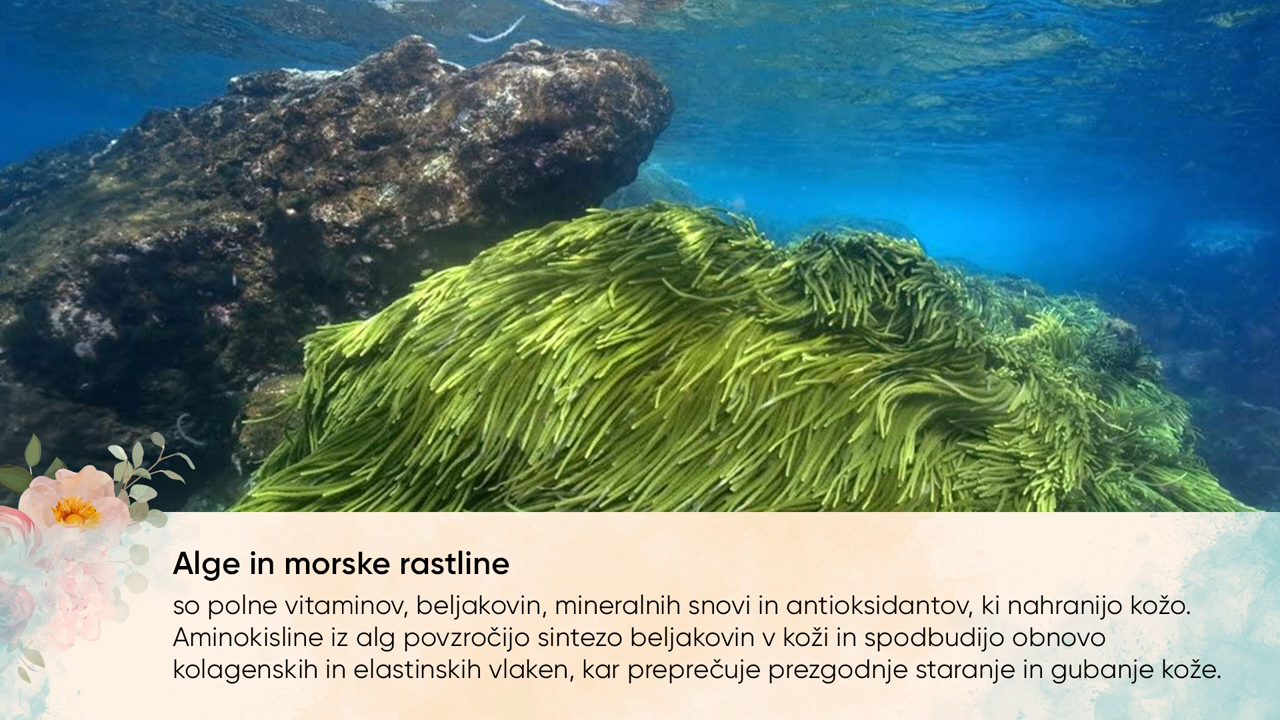 Alge in morske rastline
so polne vitaminov, beljakovin, mineralnih snovi in antioksidantov, ki nahranijo kožo.
Aminokisline iz alg povzročijo sintezo beljakovin v koži in spodbudijo obnovo
kolagenskih in elastinskih vlaken, kar preprečuje prezgodnje staranje in gubanje kože.